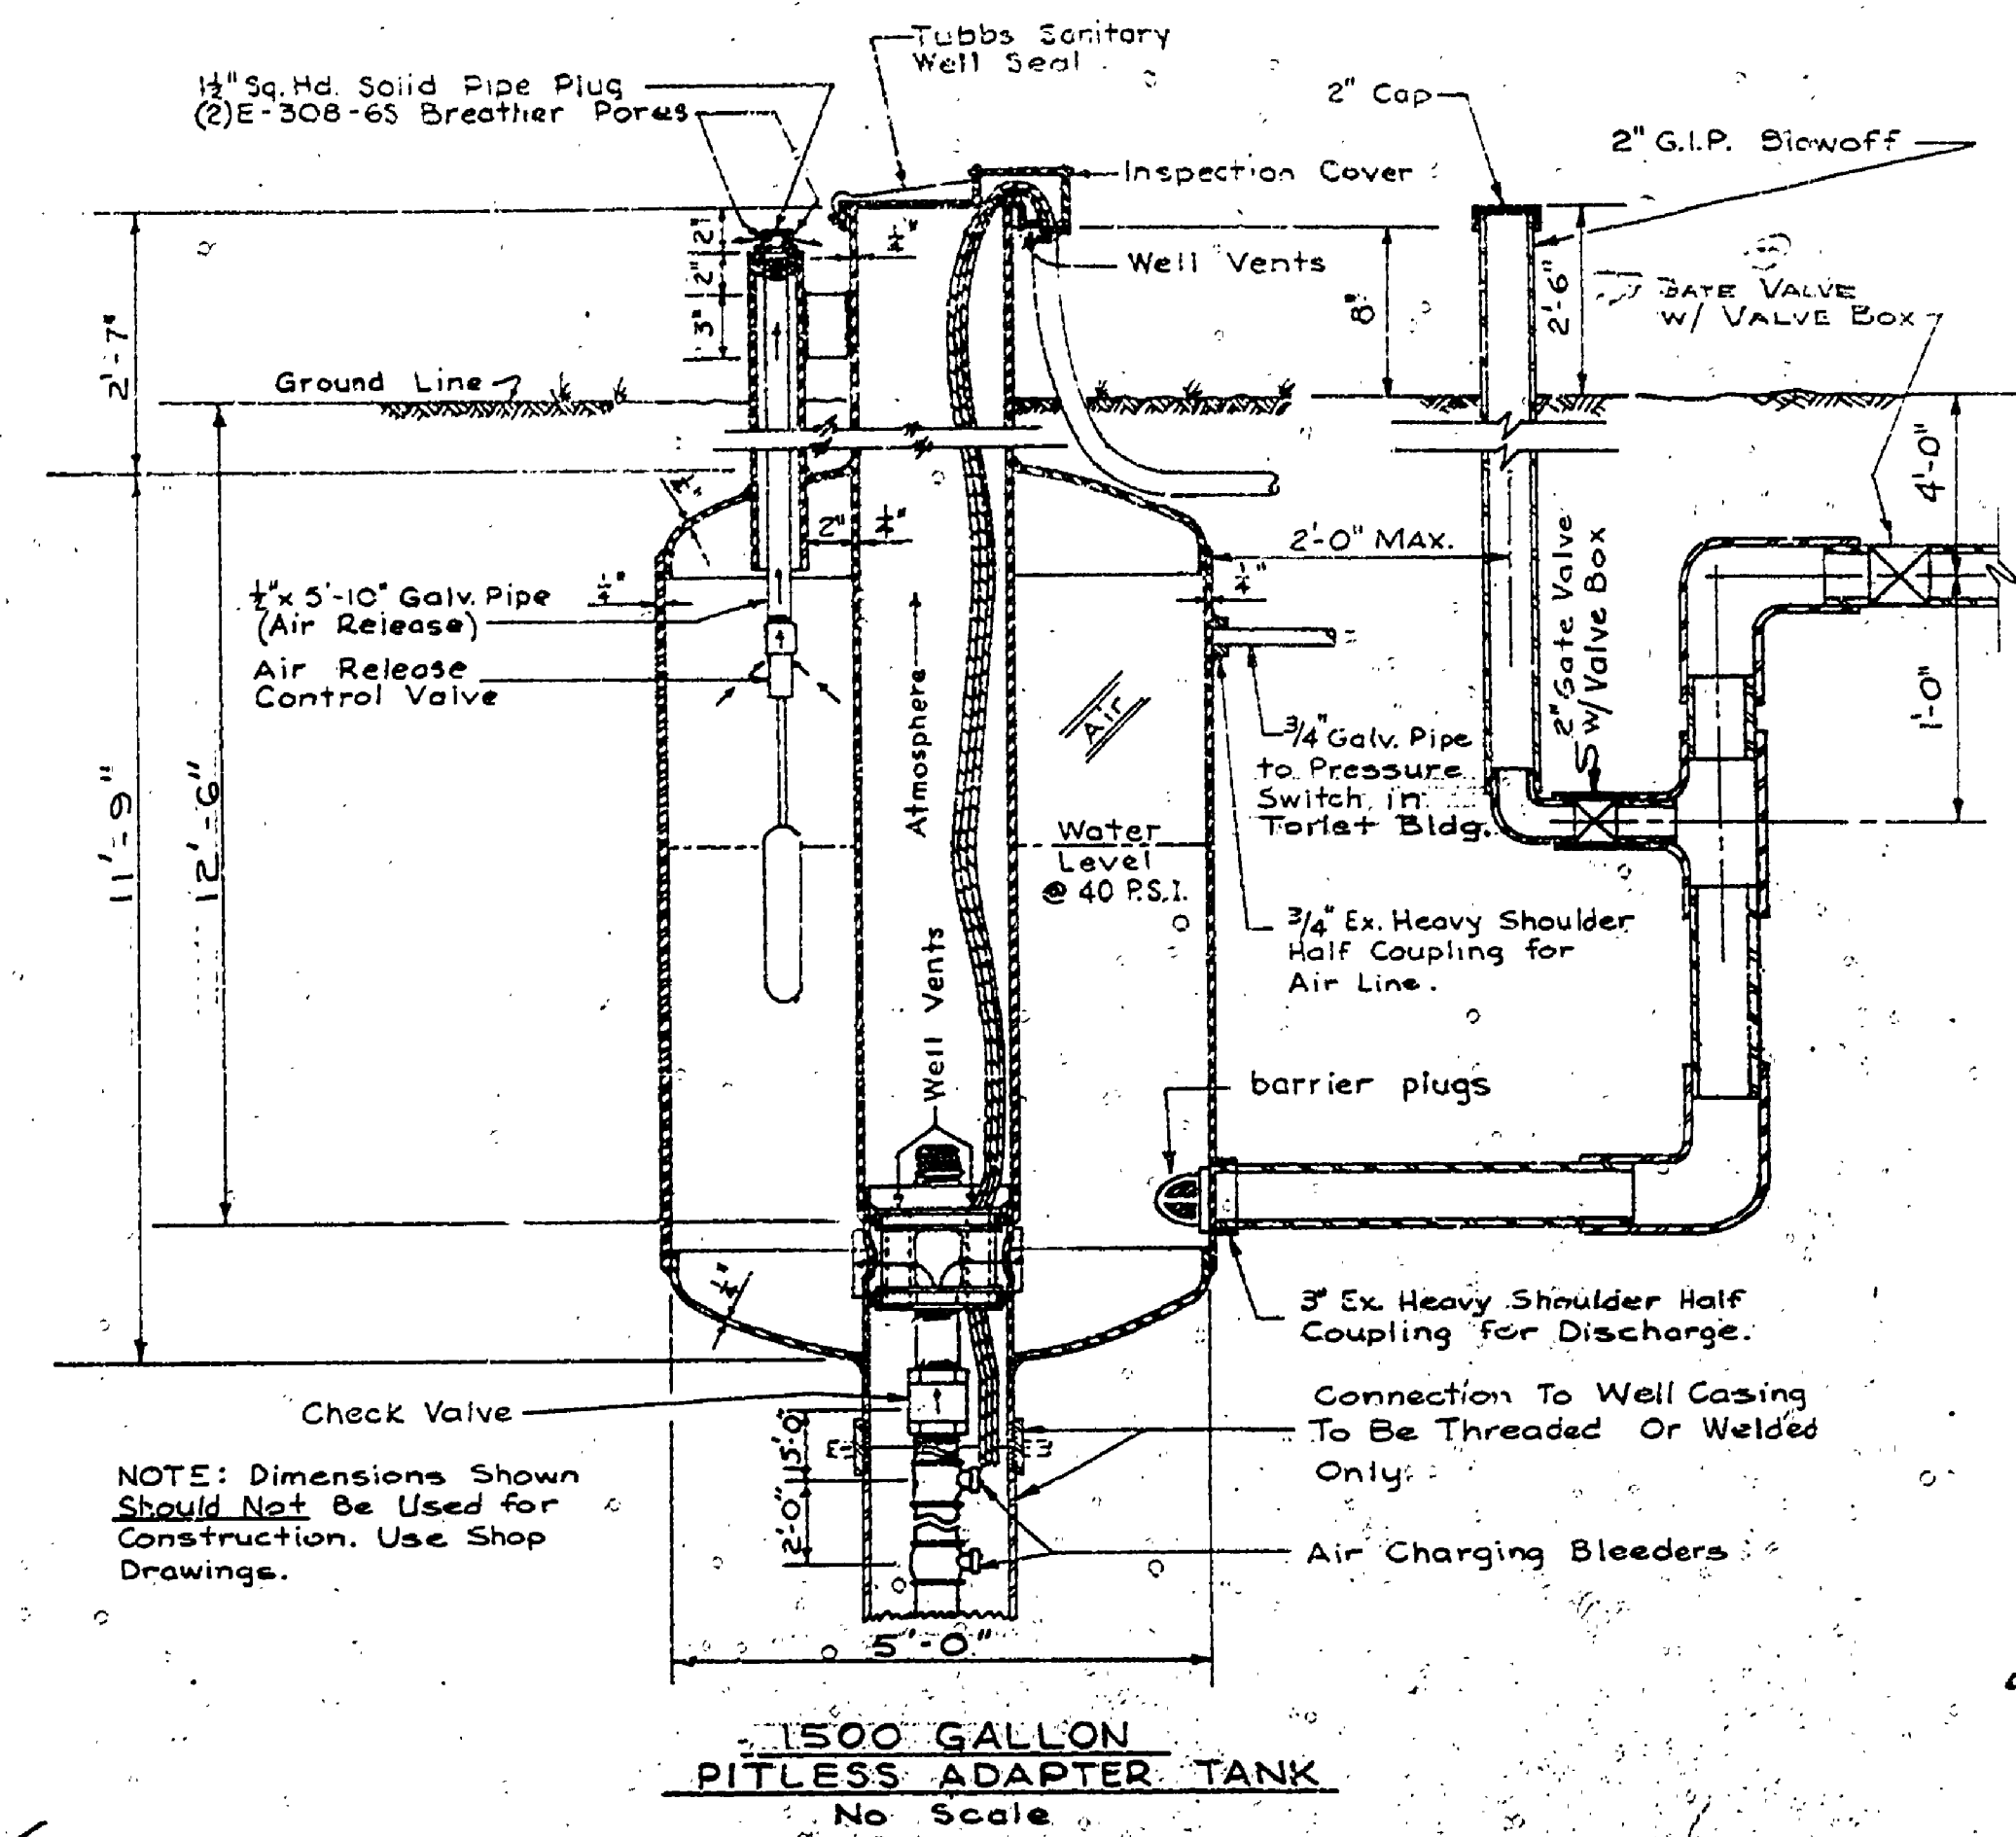 Tubbs Sanitary
Well Seal
1½" Sq. Hd. Solid Pipe Plug
(2) E-308-6S Breather Pores
2" Cap
2" G.I.P. Blowoff
Inspection Cover
Well Vents
GATE VALVE
W/ VALVE BOX
2"
2"
3"
¼"
8"
2'-6"
2'-7"
Ground Line
4'-0"
¼"
2"
¼"
2'-0" MAX.
2" Gate Valve
W/ Valve Box
¼"
¼"
½" x 5'-10" Galv. Pipe
(Air Release)
Air Release
Control Valve
Atmosphere
Air
1'-0"
3/4" Galv. Pipe
to Pressure
Switch in
Torlet Bldg.
11'-9"
12'-6"
Water
Level
@ 40 P.S.I.
3/4" Ex. Heavy Shoulder
Half Coupling for
Air Line.
Well Vents
barrier plugs
¼"
3" Ex. Heavy Shoulder Half
Coupling for Discharge.
Check Valve
Connection To Well Casing
To Be Threaded Or Welded
Only
15'-0"
2'-0"
NOTE: Dimensions Shown
Should Not Be Used for
Construction. Use Shop
Drawings.
Air Charging Bleeders
5'-0"
1500 GALLON
PITLESS ADAPTER TANK
No Scale